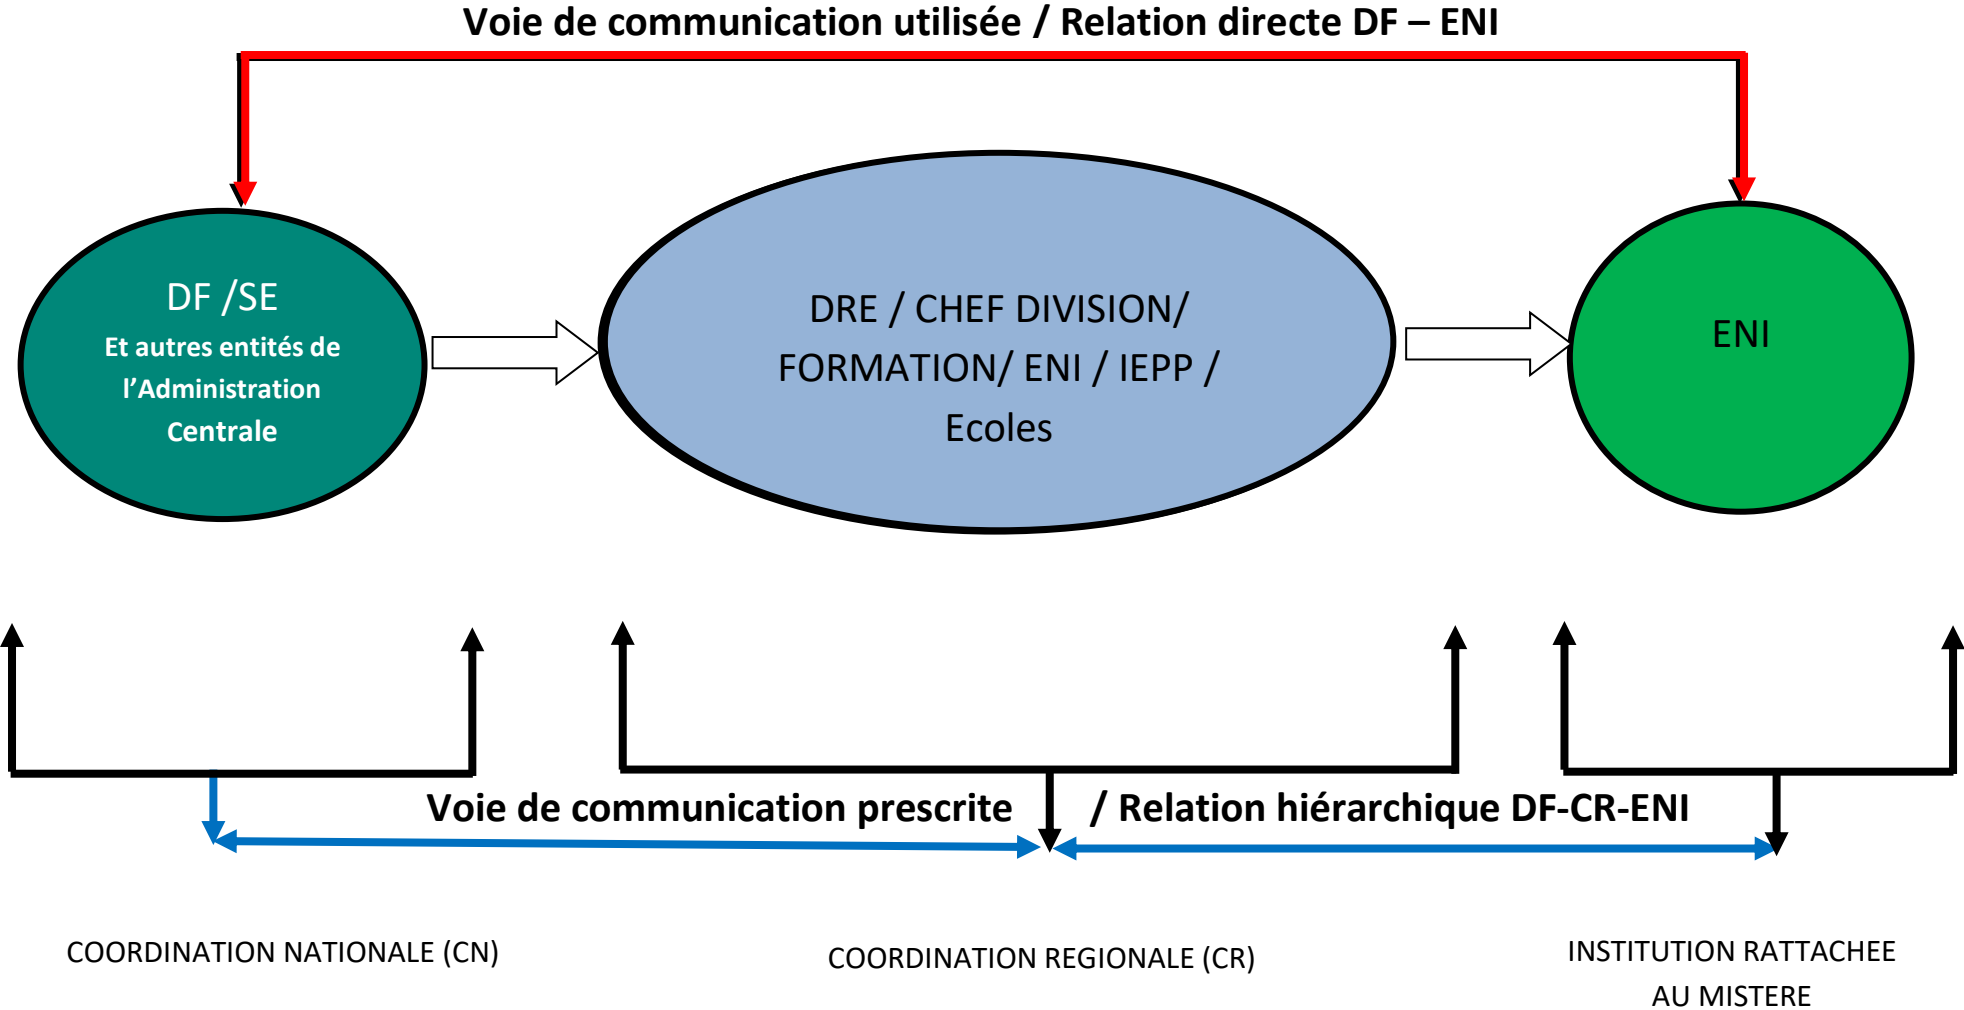 Voie de communication utilisée / Relation directe DF – ENI
DF /SE
Et autres entités de
l’Administration
Centrale
DRE / CHEF DIVISION/
FORMATION/ ENI / IEPP /
Ecoles
ENI
Voie de communication prescrite / Relation hiérarchique DF-CR-ENI
COORDINATION NATIONALE (CN)
COORDINATION REGIONALE (CR)
INSTITUTION RATTACHEE
AU MISTERE